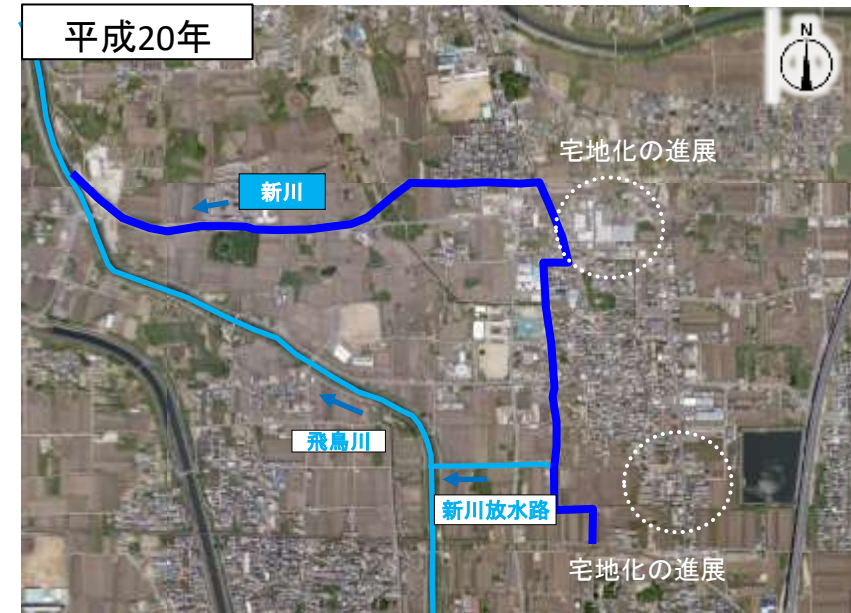 平成20年
N
宅地化の進展
新川
飛鳥川
新川放水路
宅地化の進展